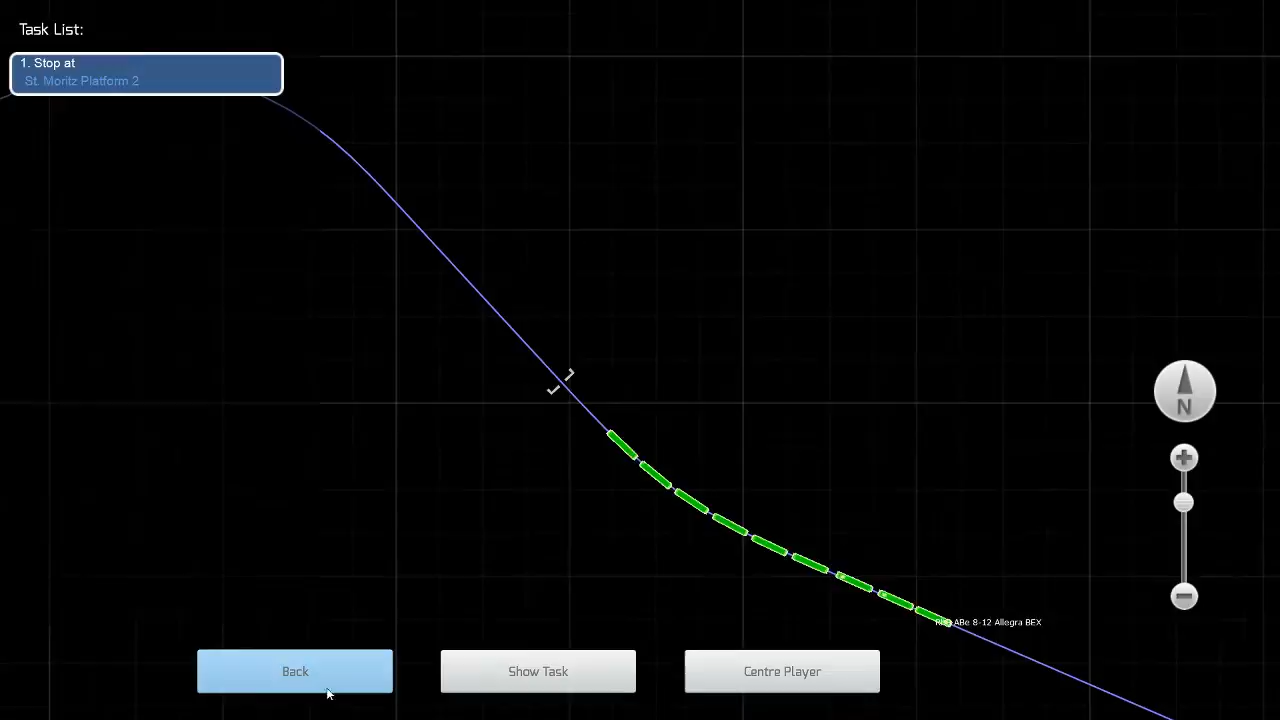 Task List:
1. Stop at
St. Moritz Platform 2
N
ABe 8-12 Allegra BEX
Back
Show Task
Centre Player